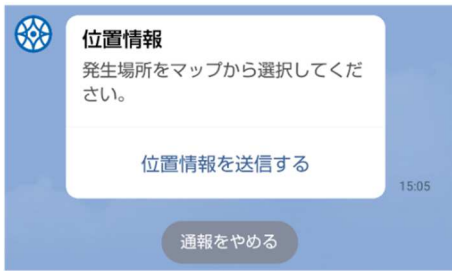 位置情報
発生場所をマップから選択してくだ
さい。
位置情報を送信する
15:05
通報をやめる